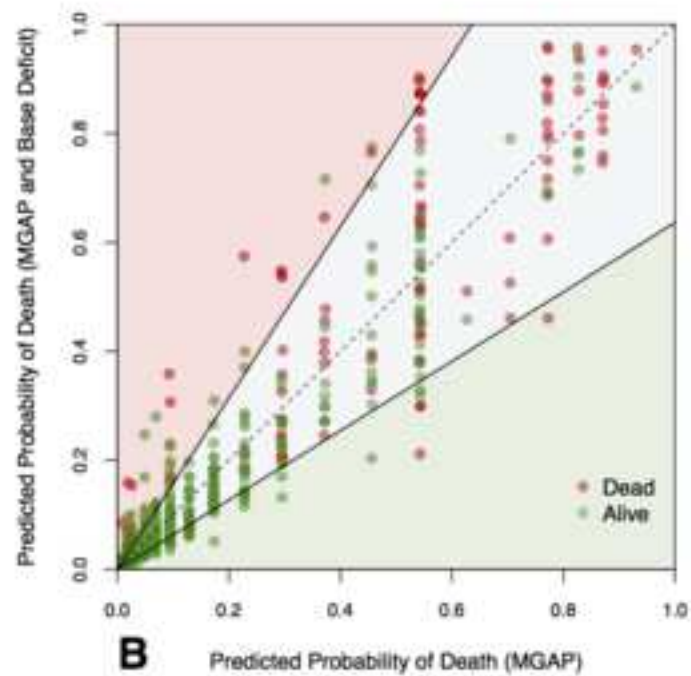 Predicted Probability of Death (MGAP and Base Deficit)
1.0
0.8
0.6
0.4
0.2
0.0
Dead
Alive
0.0 0.2 0.4 0.6 0.8 1.0
B Predicted Probability of Death (MGAP)